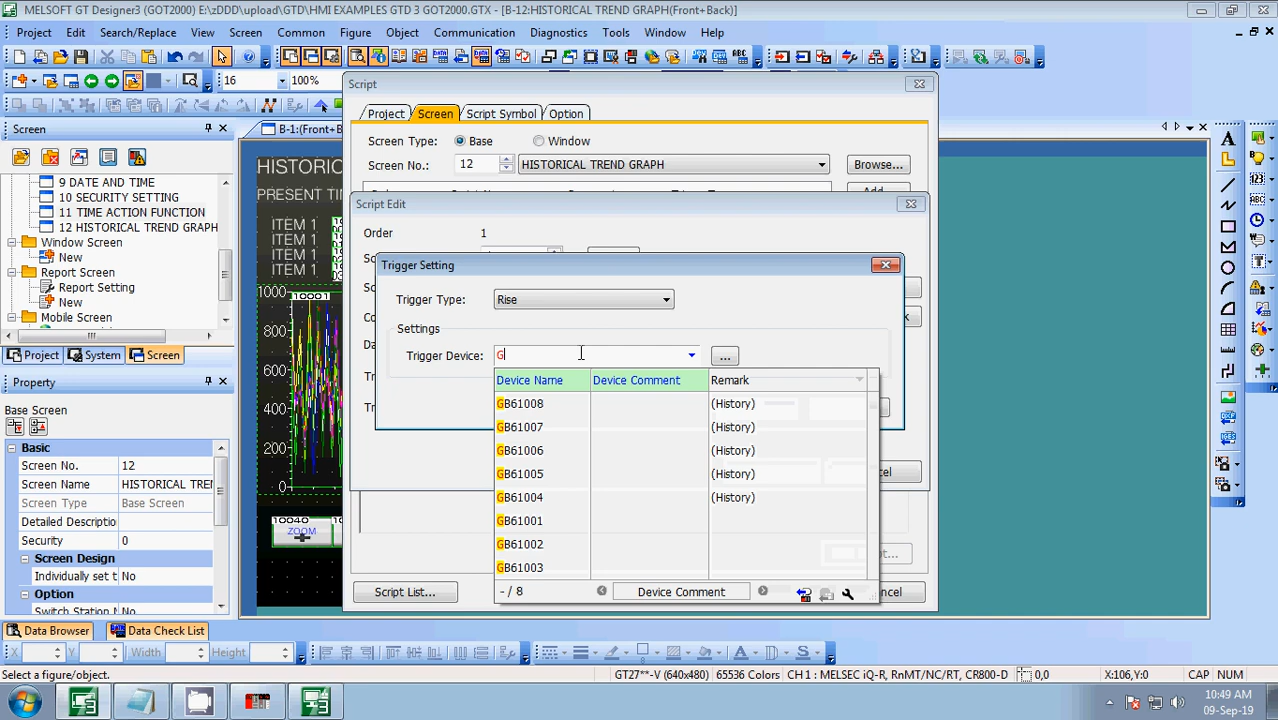 MELSOFT GT Designer3 (GOT2000) E:\zDDD\upload\GTD\HMI EXAMPLES GTD 3 GOT2000.GTX - [B-12:HISTORICAL TREND GRAPH(Front+Back)]
Project Edit Search/Replace View Screen Common Figure Object Communication Diagnostics Tools Window Help
16 100%
Screen
B-1:(Front+B
9 DATE AND TIME
10 SECURITY SETTING
11 TIME ACTION FUNCTION
12 HISTORICAL TREND GRAPH
Window Screen
New
Report Screen
Report Setting
New
Mobile Screen
Project System Screen
Property
Base Screen
Basic
Screen No. 12
Screen Name HISTORICAL TREN
Screen Type Base Screen
Detailed Descriptio
Security 0
Screen Design
Individually set t No
Option
Switch Station N No
Data Browser Data Check List
HISTORIC
PRESENT TI
ITEM 1
ITEM 1
ITEM 1
ITEM 1
1000
10001
800
600
400
200
0
10040
ZOOM
Script
Project Screen Script Symbol Option
Screen Type: Base Window
Screen No.: 12 HISTORICAL TREND GRAPH Browse...
Script Edit
Order 1
Trigger Setting
Trigger Type: Rise
Settings
Trigger Device: G ...
Device Name Device Comment Remark
GB61008 (History)
GB61007 (History)
GB61006 (History)
GB61005 (History)
GB61004 (History)
GB61001
GB61002
GB61003
- / 8 Device Comment
Script List...
X Y Width Height
Select a figure/object. GT27**-V (640x480) 65536 Colors CH 1 : MELSEC iQ-R, RnMT/NC/RT, CR800-D 0,0 X:106,Y:0 CAP NUM
10:49 AM
09-Sep-19